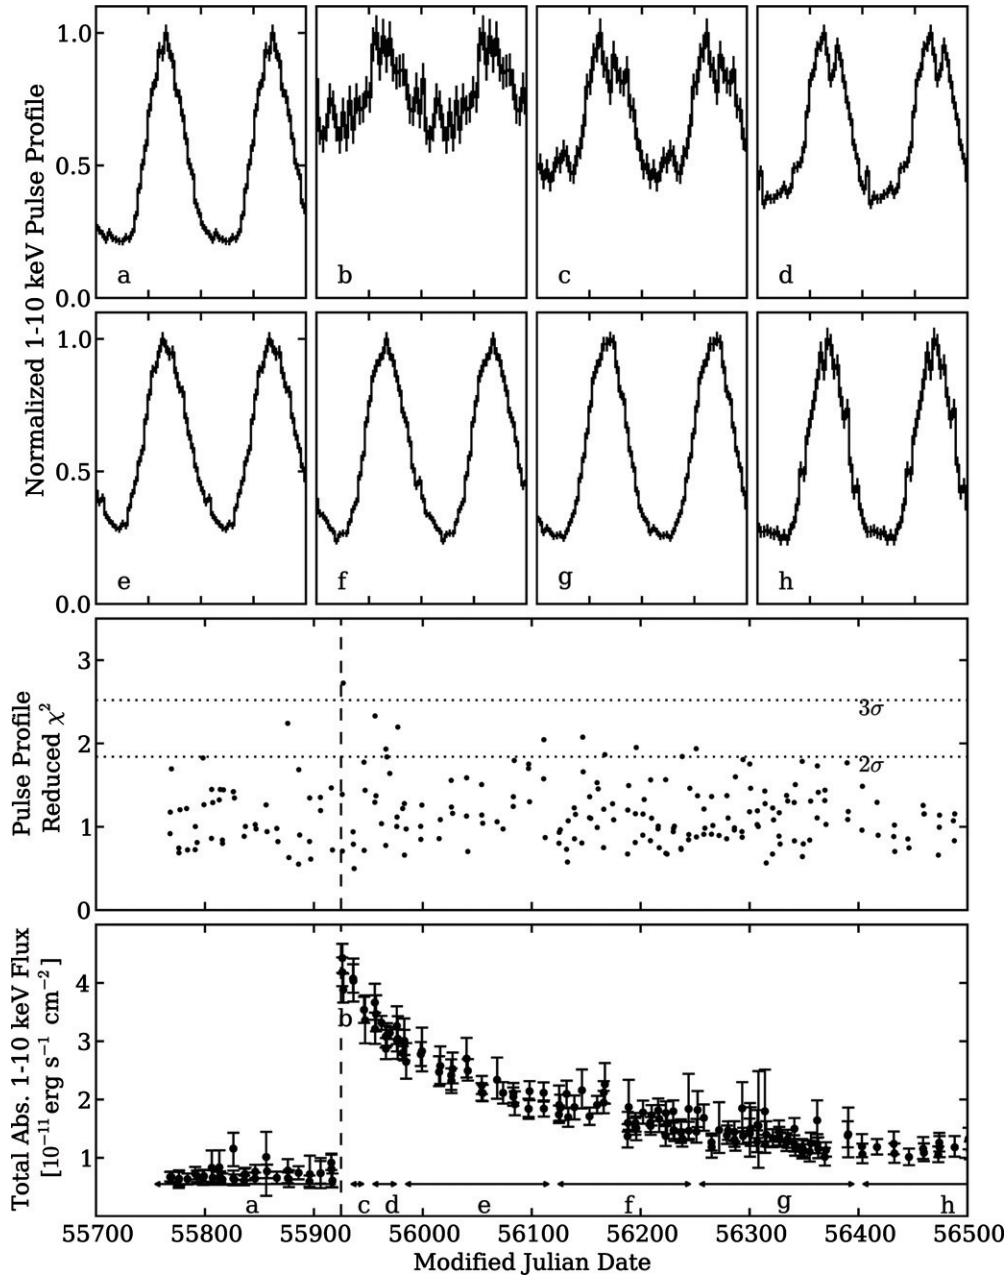 Normalized 1-10 keV Pulse Profile
1.0
0.5
0.0
a
b
c
d
1.0
0.5
0.0
e
f
g
h
Pulse Profile
Reduced χ²
3
2
1
0
3σ
2σ
Total Abs. 1-10 keV Flux
[10⁻¹¹ erg s⁻¹ cm⁻²]
4
3
2
1
b
a
c
d
e
f
g
h
55700 55800 55900 56000 56100 56200 56300 56400 56500
Modified Julian Date